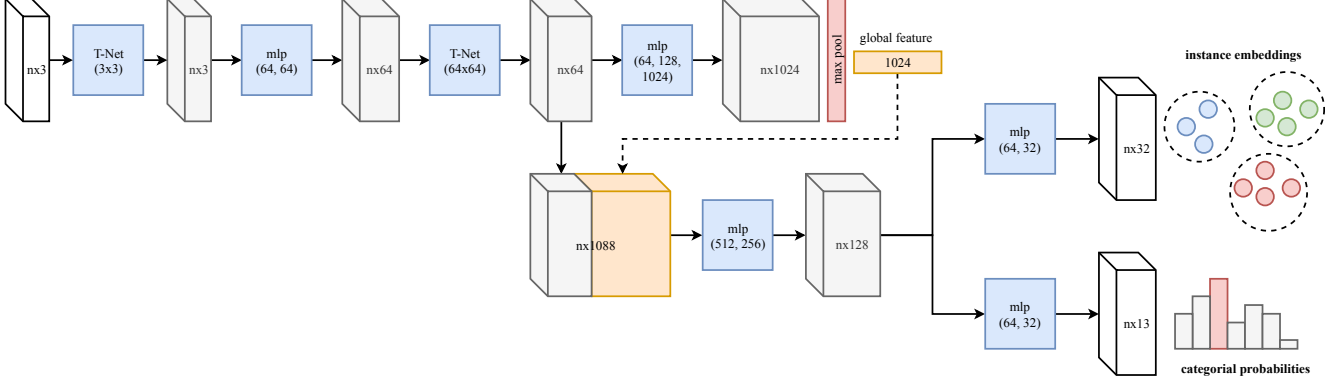 nx3
T-Net
(3x3)
nx3
mlp
(64, 64)
nx64
T-Net
(64x64)
nx64
mlp
(64, 128,
1024)
nx1024
max pool
global feature
1024
nx1088
mlp
(512, 256)
nx128
mlp
(64, 32)
nx32
instance embeddings
mlp
(64, 32)
nx13
categorial probabilities